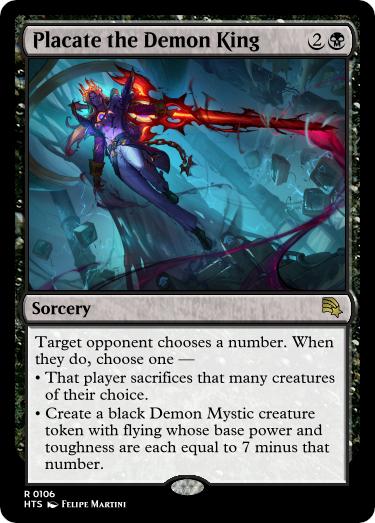 Placate the Demon King 2
Sorcery
Target opponent chooses a number. When
they do, choose one —
• That player sacrifices that many creatures
of their choice.
• Create a black Demon Mystic creature
token with flying whose base power and
toughness are each equal to 7 minus that
number.
R 0106
HTS Felipe Martini